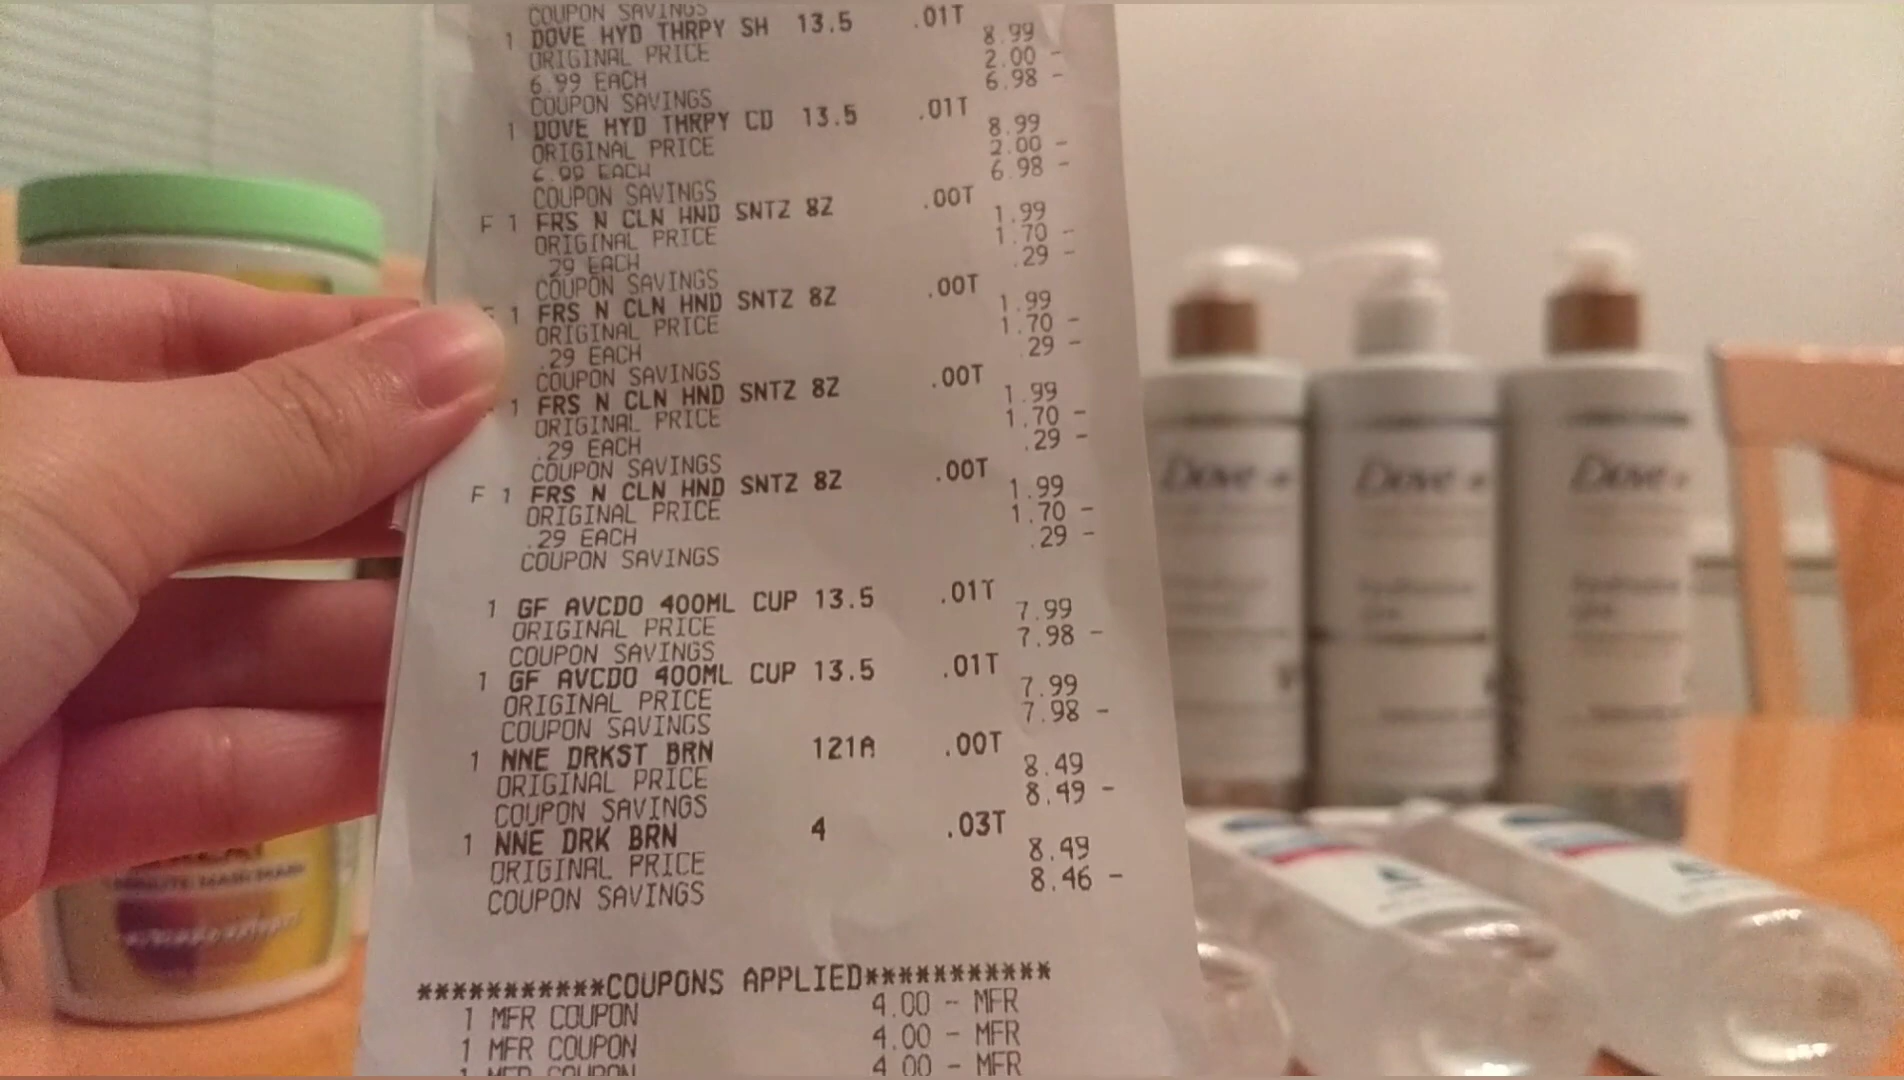 COUPON SAVINGS
1 DOVE HYD THRPY SH 13.5 .01T
ORIGINAL PRICE 8.99
6.99 EACH 2.00 -
COUPON SAVINGS 6.98 -
1 DOVE HYD THRPY CD 13.5 .01T
ORIGINAL PRICE 8.99
6.99 EACH 2.00 -
COUPON SAVINGS 6.98 -
F 1 FRS N CLN HND SNTZ 8Z .00T
ORIGINAL PRICE 1.99
.29 EACH 1.70 -
COUPON SAVINGS .29 -
F 1 FRS N CLN HND SNTZ 8Z .00T
ORIGINAL PRICE 1.99
.29 EACH 1.70 -
COUPON SAVINGS .29 -
1 FRS N CLN HND SNTZ 8Z .00T
ORIGINAL PRICE 1.99
.29 EACH 1.70 -
COUPON SAVINGS .29 -
F 1 FRS N CLN HND SNTZ 8Z .00T
ORIGINAL PRICE 1.99
.29 EACH 1.70 -
COUPON SAVINGS .29 -
1 GF AVCDO 400ML CUP 13.5 .01T
ORIGINAL PRICE 7.99
COUPON SAVINGS 7.98 -
1 GF AVCDO 400ML CUP 13.5 .01T
ORIGINAL PRICE 7.99
COUPON SAVINGS 7.98 -
1 NNE DRKST BRN 121A .00T
ORIGINAL PRICE 8.49
COUPON SAVINGS 8.49 -
1 NNE DRK BRN 4 .03T
ORIGINAL PRICE 8.49
COUPON SAVINGS 8.46 -
***********COUPONS APPLIED***********
1 MFR COUPON 4.00 - MFR
1 MFR COUPON 4.00 - MFR
1 MFR COUPON 4.00 - MFR
Dove
Dove
Dove